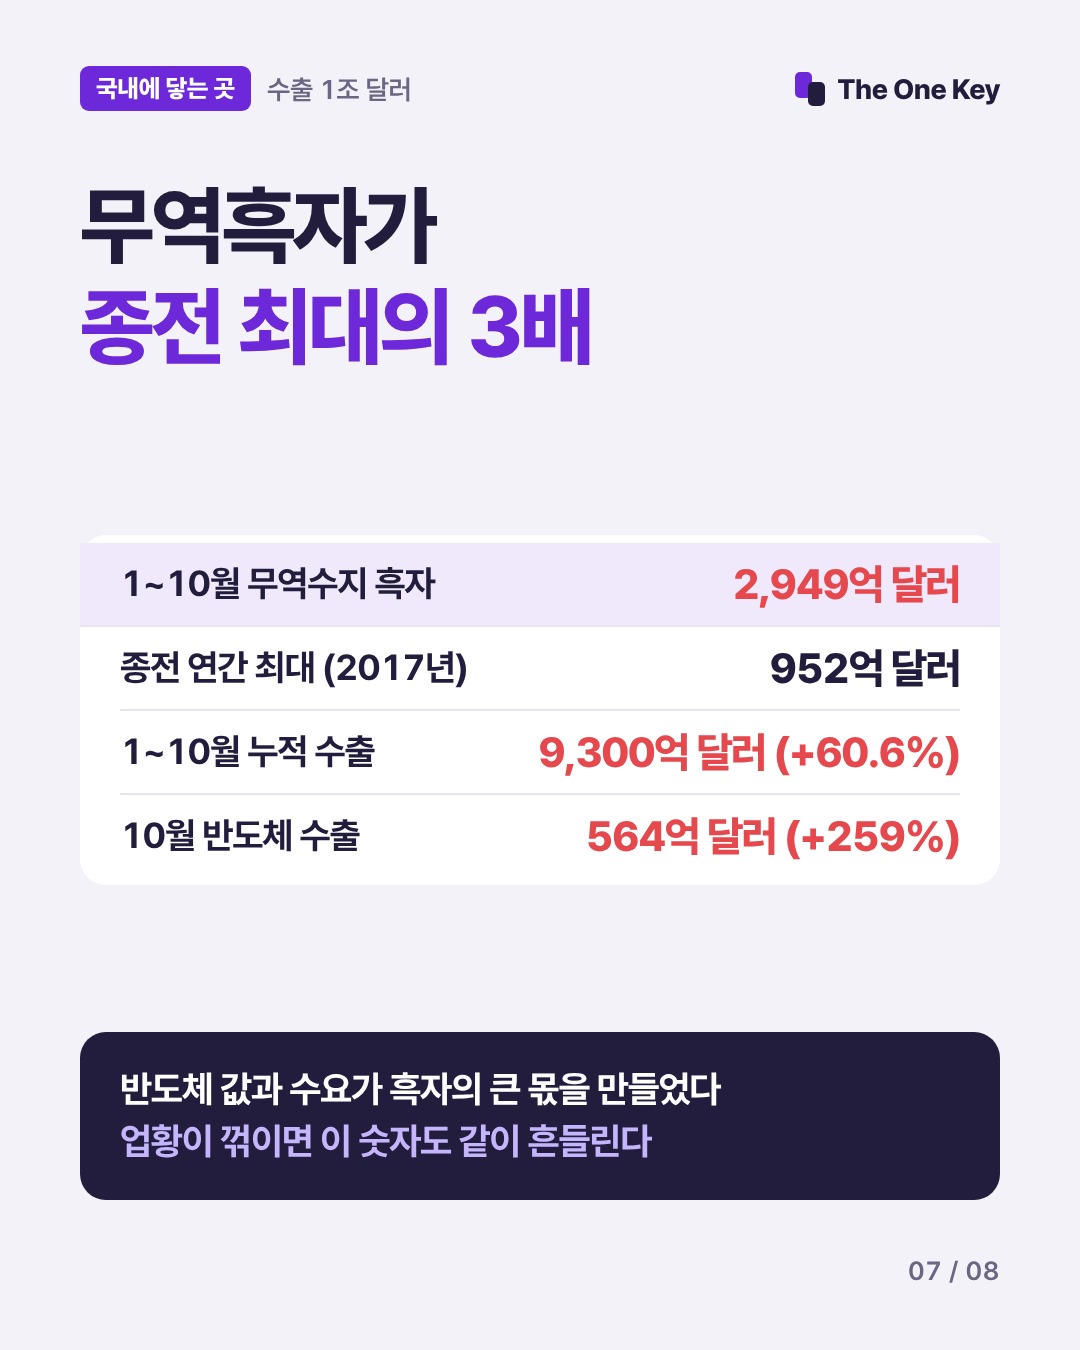 국내에 닿는 곳 수출 1조 달러
The One Key
무역흑자가
종전 최대의 3배
1~10월 무역수지 흑자 2,949억 달러
종전 연간 최대 (2017년) 952억 달러
1~10월 누적 수출 9,300억 달러 (+60.6%)
10월 반도체 수출 564억 달러 (+259%)
반도체 값과 수요가 흑자의 큰 몫을 만들었다
업황이 꺾이면 이 숫자도 같이 흔들린다
07 / 08